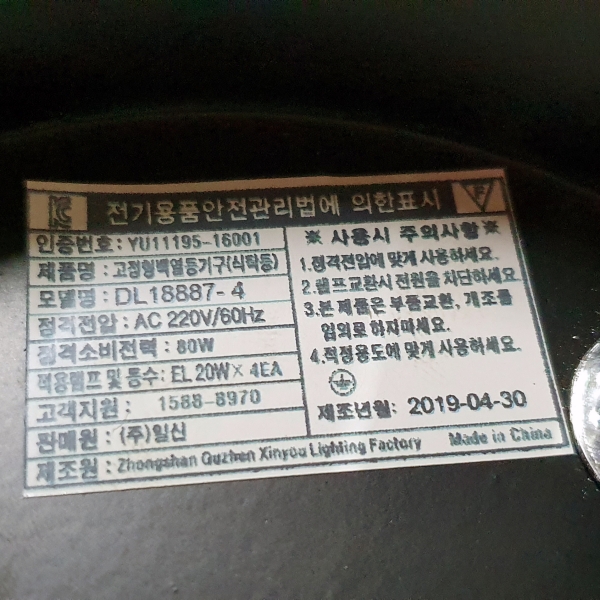 전기용품안전관리법에 의한표시
F
인증번호 : YU11195-16001
제품명 : 고정형백열등기구(식탁등)
모델명 : DL18887-4
정격전압 : AC 220V/60Hz
정격소비전력 : 80W
적용램프 및 등수 : EL 20W × 4EA
고객지원 : 1588-8970
판매원 : (주)일신
제조원 : Zhongshan Guzhen Xinyou Lighting Factory Made in China
※ 사용시 주의사항 ※
1.정격전압에 맞게 사용하세요.
2.램프교환시 전원을 차단하세요
3.본 제품은 부품교환, 개조를
임의로 하지마세요.
4.적정용도에 맞게 사용하세요.
제조년월: 2019-04-30